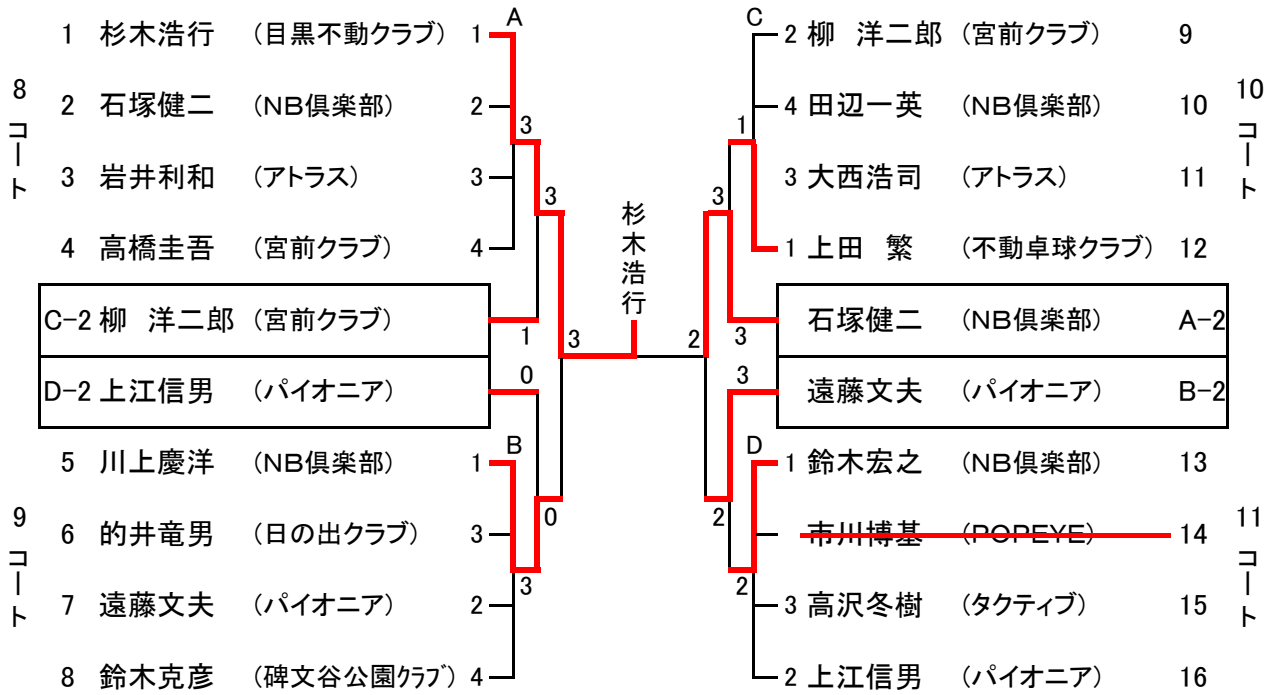 A
1 杉木浩行 (目黒不動クラブ) 1
2 石塚健二 (NB倶楽部) 2
3
3 岩井利和 (アトラス) 3
3
4 高橋圭吾 (宮前クラブ) 4
8コート
C-2 柳 洋二郎 (宮前クラブ)
1
3
D-2 上江信男 (パイオニア)
0
B
5 川上慶洋 (NB倶楽部) 1
6 的井竜男 (日の出クラブ) 3
0
3
7 遠藤文夫 (パイオニア) 2
8 鈴木克彦 (碑文谷公園クラブ) 4
9コート
杉木浩行
C
2 柳 洋二郎 (宮前クラブ) 9
4 田辺一英 (NB倶楽部) 10
1
3 大西浩司 (アトラス) 11
3
1 上田 繁 (不動卓球クラブ) 12
10コート
石塚健二 (NB倶楽部) A-2
3
2
遠藤文夫 (パイオニア) B-2
3
D
1 鈴木宏之 (NB倶楽部) 13
市川博基 (POPEYE) 14
2
2
3 高沢冬樹 (タクティブ) 15
2 上江信男 (パイオニア) 16
11コート